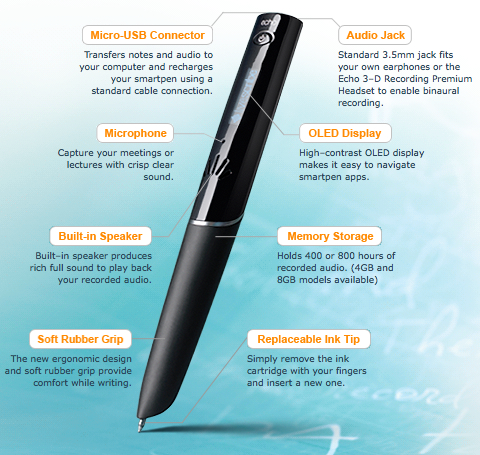 echo
Micro-USB Connector
Transfers notes and audio to
your computer and recharges
your smartpen using a
standard cable connection.
Audio Jack
Standard 3.5mm jack fits
your own earphones or the
Echo 3–D Recording Premium
Headset to enable binaural
recording.
Microphone
Capture your meetings or
lectures with crisp clear
sound.
OLED Display
High–contrast OLED display
makes it easy to navigate
smartpen apps.
Built-in Speaker
Built–in speaker produces
rich full sound to play back
your recorded audio.
Memory Storage
Holds 400 or 800 hours of
recorded audio. (4GB and
8GB models available)
Soft Rubber Grip
The new ergonomic design
and soft rubber grip provide
comfort while writing.
Replaceable Ink Tip
Simply remove the ink
cartridge with your fingers
and insert a new one.